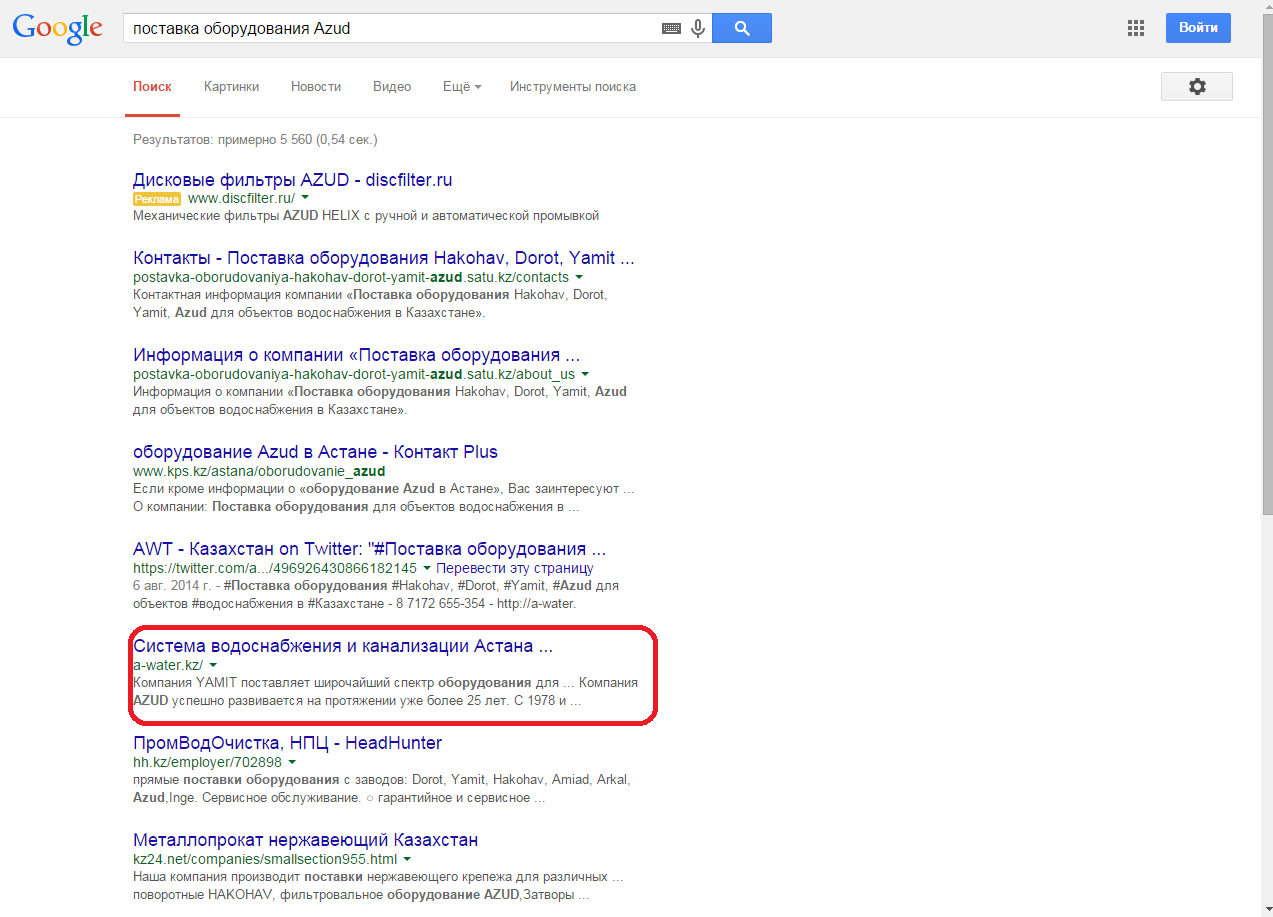 Google
поставка оборудования Azud
Войти
Поиск Картинки Новости Видео Ещё Инструменты поиска
Результатов: примерно 5 560 (0,54 сек.)
Дисковые фильтры AZUD - discfilter.ru
Реклама www.discfilter.ru/
Механические фильтры AZUD HELIX с ручной и автоматической промывкой
Контакты - Поставка оборудования Hakohav, Dorot, Yamit ...
postavka-oborudovaniya-hakohav-dorot-yamit-azud.satu.kz/contacts
Контактная информация компании «Поставка оборудования Hakohav, Dorot,
Yamit, Azud для объектов водоснабжения в Казахстане».
Информация о компании «Поставка оборудования ...
postavka-oborudovaniya-hakohav-dorot-yamit-azud.satu.kz/about_us
Информация о компании «Поставка оборудования Hakohav, Dorot, Yamit, Azud
для объектов водоснабжения в Казахстане».
оборудование Azud в Астане - Контакт Plus
www.kps.kz/astana/oborudovanie_azud
Если кроме информации о «оборудование Azud в Астане», Вас заинтересуют ...
О компании: Поставка оборудования для объектов водоснабжения в ...
AWT - Казахстан on Twitter: "#Поставка оборудования ...
https://twitter.com/a.../496926430866182145 Перевести эту страницу
6 авг. 2014 г. - #Поставка оборудования #Hakohav, #Dorot, #Yamit, #Azud для
объектов #водоснабжения в #Казахстане - 8 7172 655-354 - http://a-water.
Система водоснабжения и канализации Астана ...
a-water.kz/
Компания YAMIT поставляет широчайший спектр оборудования для ... Компания
AZUD успешно развивается на протяжении уже более 25 лет. С 1978 и ...
ПромВодОчистка, НПЦ - HeadHunter
hh.kz/employer/702898
прямые поставки оборудования с заводов: Dorot, Yamit, Hakohav, Amiad, Arkal,
Azud,Inge. Сервисное обслуживание. ○ гарантийное и сервисное ...
Металлопрокат нержавеющий Казахстан
kz24.net/companies/smallsection955.html
Наша компания производит поставки нержавеющего крепежа для различных ...
поворотные HAKOHAV, фильтровальное оборудование AZUD,Затворы ...